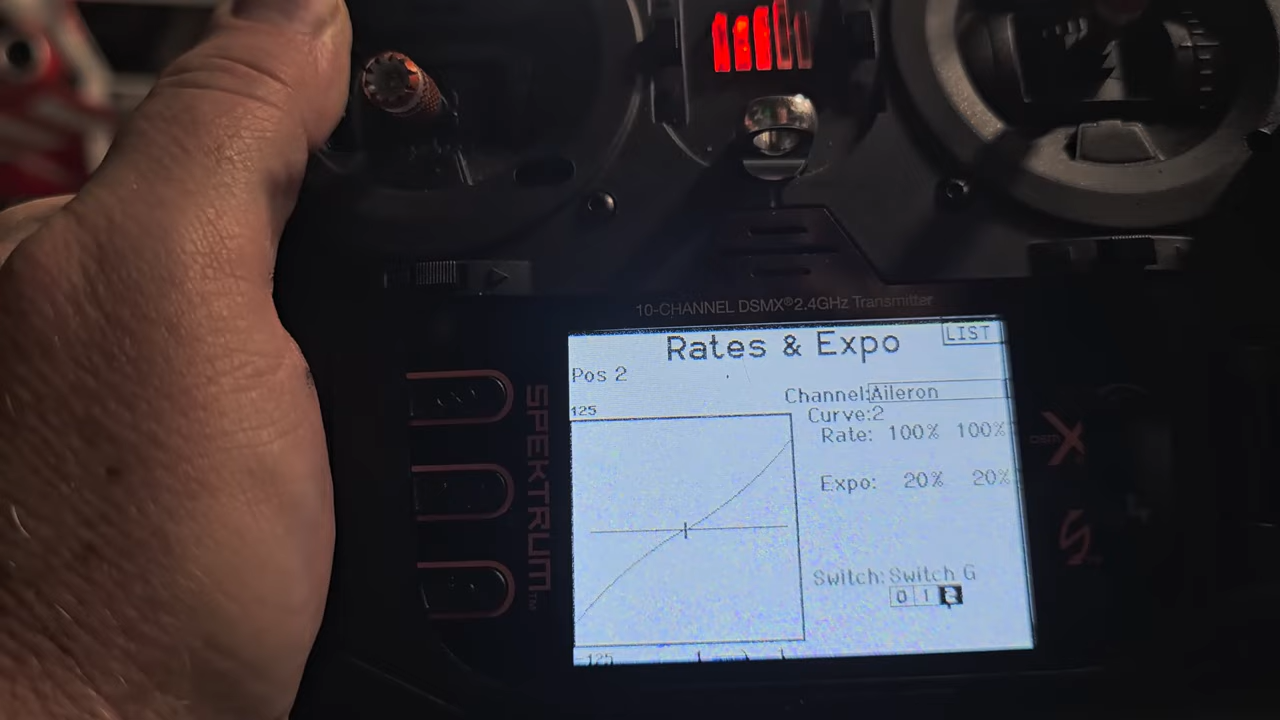 10-CHANNEL DSMX® 2.4GHz Transmitter
Rates & Expo
LIST
Pos 2
Channel: Aileron
125
Curve: 2
Rate: 100% 100%
Expo: 20% 20%
Switch: Switch G
0 1 2
-125
SPEKTRUM™